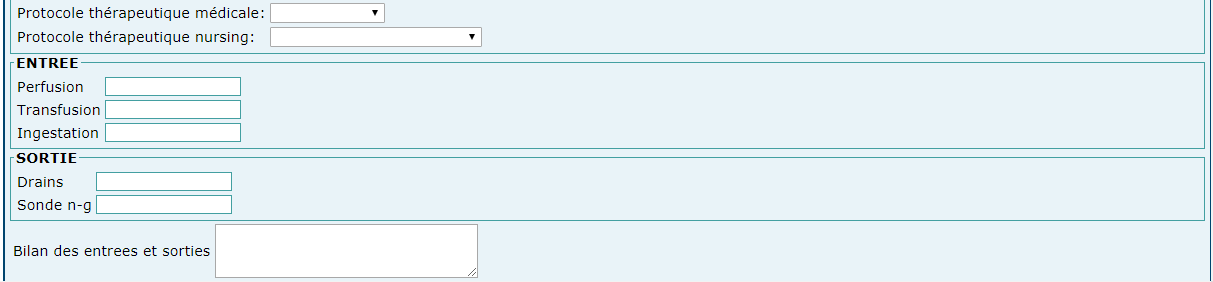 Protocole thérapeutique médicale:
Protocole thérapeutique nursing:
ENTREE
Perfusion
Transfusion
Ingestation
SORTIE
Drains
Sonde n-g
Bilan des entrees et sorties